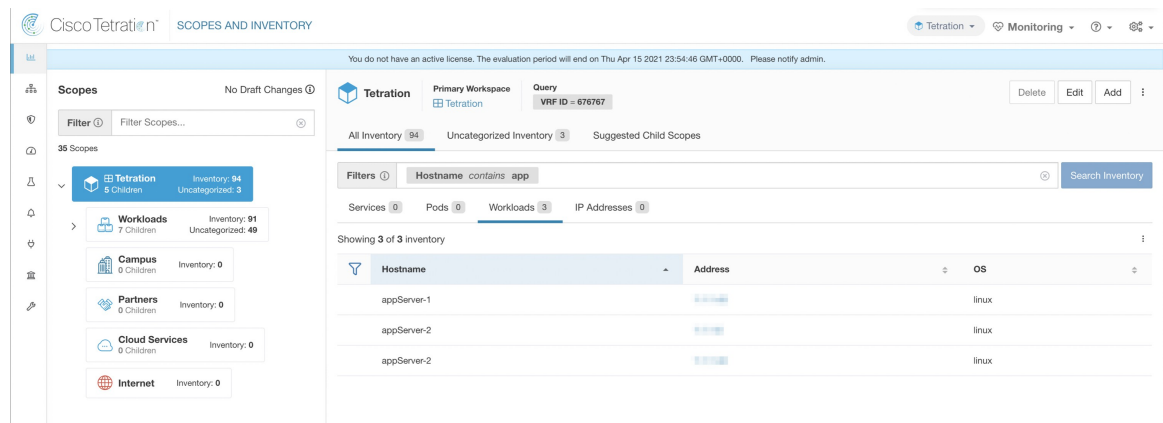 Cisco Tetration™ SCOPES AND INVENTORY Tetration Monitoring
You do not have an active license. The evaluation period will end on Thu Apr 15 2021 23:54:46 GMT+0000. Please notify admin.
Scopes No Draft Changes
Filter Filter Scopes...
35 Scopes
Tetration Inventory: 94
5 Children Uncategorized: 3
Workloads Inventory: 91
7 Children Uncategorized: 49
Campus
0 Children
Inventory: 0
Partners
0 Children
Inventory: 0
Cloud Services
0 Children
Inventory: 0
Internet Inventory: 0
Tetration
Primary Workspace
Tetration
Query
VRF ID = 676767
Delete Edit Add
All Inventory 94 Uncategorized Inventory 3 Suggested Child Scopes
Filters Hostname contains app Search Inventory
Services 0 Pods 0 Workloads 3 IP Addresses 0
Showing 3 of 3 inventory
Hostname Address OS
appServer-1 linux
appServer-2 linux
appServer-2 linux